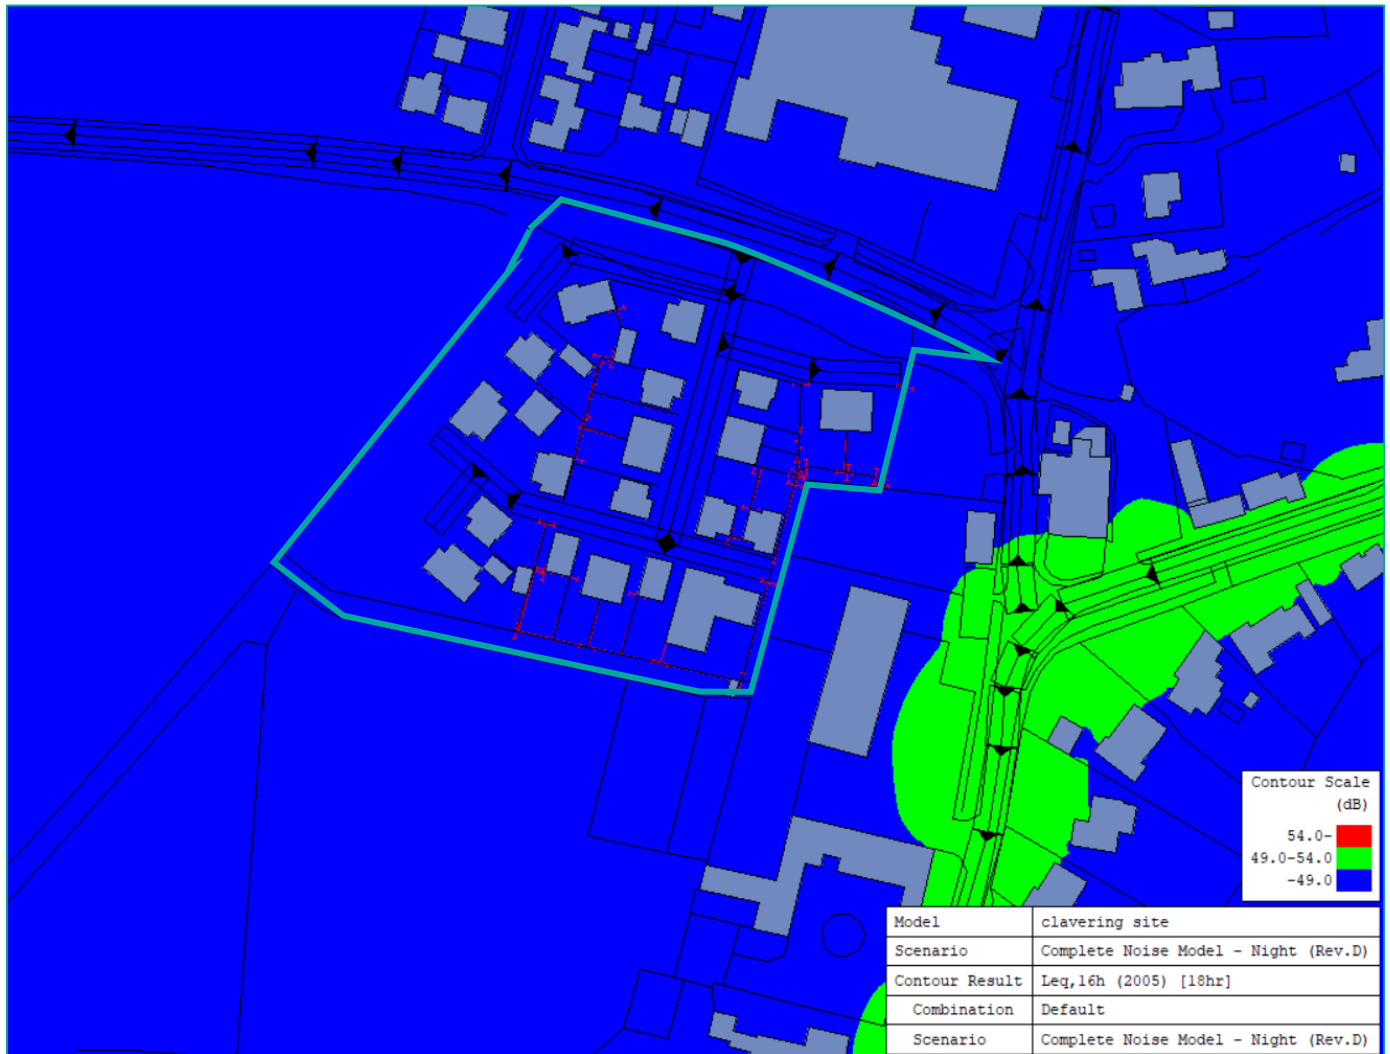 Contour Scale
(dB)
54.0-
49.0-54.0
-49.0
Model clavering site
Scenario Complete Noise Model - Night (Rev.D)
Contour Result Leq,16h (2005) [18hr]
Combination Default
Scenario Complete Noise Model - Night (Rev.D)